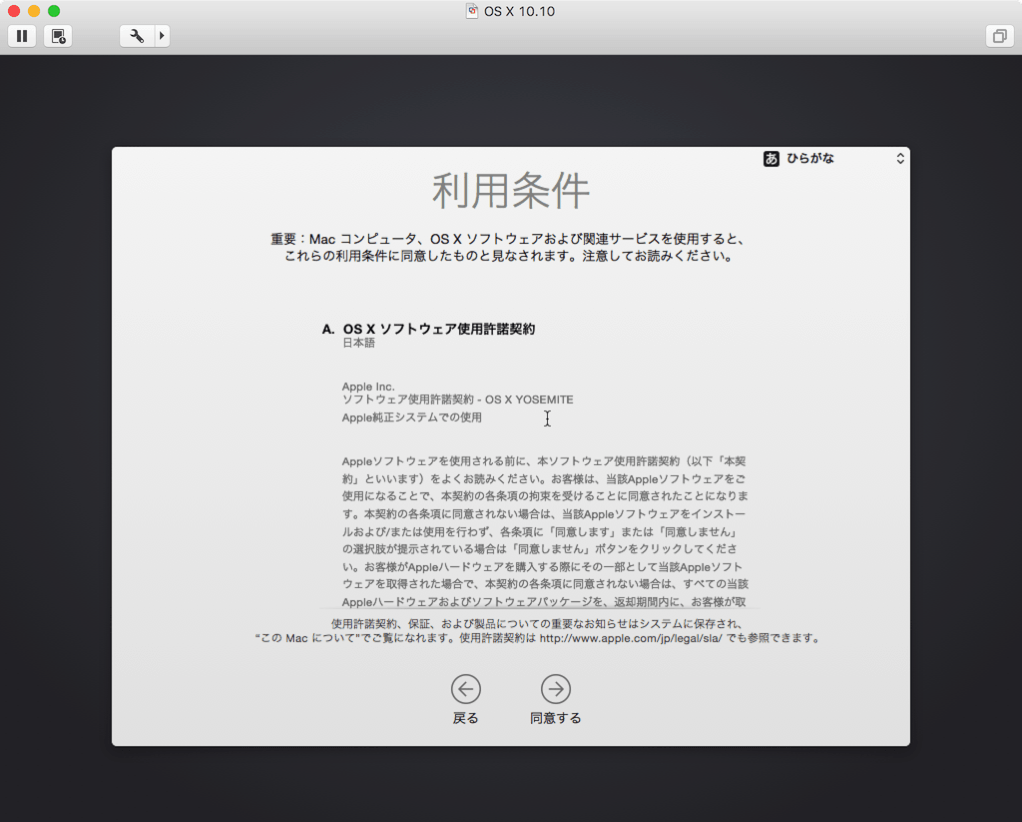 OS X 10.10
あ ひらがな
利用条件
重要：Mac コンピュータ、OS X ソフトウェアおよび関連サービスを使用すると、
これらの利用条件に同意したものと見なされます。注意してお読みください。
A. OS X ソフトウェア使用許諾契約
日本語
Apple Inc.
ソフトウェア使用許諾契約 - OS X YOSEMITE
Apple純正システムでの使用
Appleソフトウェアを使用される前に、本ソフトウェア使用許諾契約（以下「本契
約」といいます）をよくお読みください。お客様は、当該Appleソフトウェアをご
使用になることで、本契約の各条項の拘束を受けることに同意されたことになりま
す。本契約の各条項に同意されない場合は、当該Appleソフトウェアをインストー
ルおよび/または使用を行わず、各条項に「同意します」または「同意しません」
の選択肢が提示されている場合は「同意しません」ボタンをクリックしてくださ
い。お客様がAppleハードウェアを購入する際にその一部として当該Appleソフト
ウェアを取得された場合で、本契約の各条項に同意されない場合は、すべての当該
Appleハードウェアおよびソフトウェアパッケージを、返却期間内に、お客様が取
使用許諾契約、保証、および製品についての重要なお知らせはシステムに保存され、
“この Mac について”でご覧になれます。使用許諾契約は http://www.apple.com/jp/legal/sla/ でも参照できます。
戻る
同意する